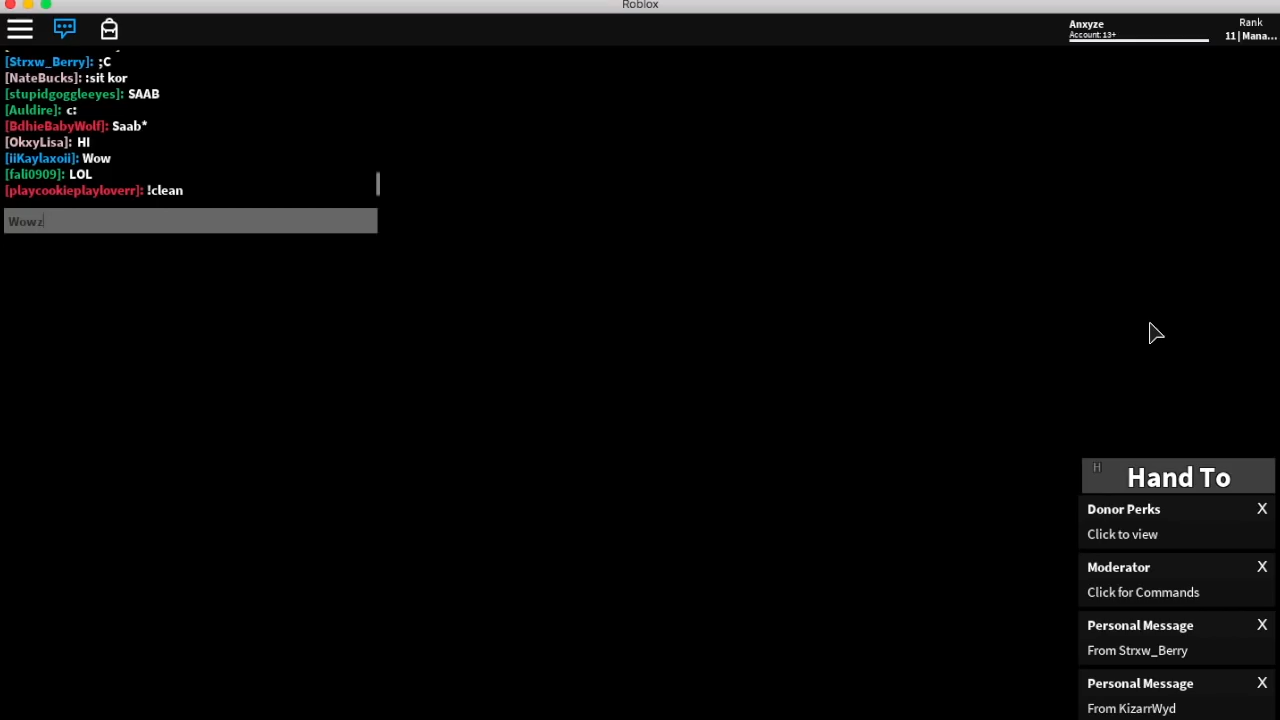 Roblox
Anxyze
Account: 13+
Rank
11 | Mana...
[Strxw_Berry]: ;C
[NateBucks]: :sit kor
[stupidgoggleeyes]: SAAB
[Auldire]: c:
[BdhieBabyWolf]: Saab*
[OkxyLisa]: HI
[iiKaylaxoii]: Wow
[fali0909]: LOL
[playcookieplayloverr]: !clean
Wowz
H
Hand To
Donor Perks X
Click to view
Moderator X
Click for Commands
Personal Message X
From Strxw_Berry
Personal Message X
From KizarrWyd